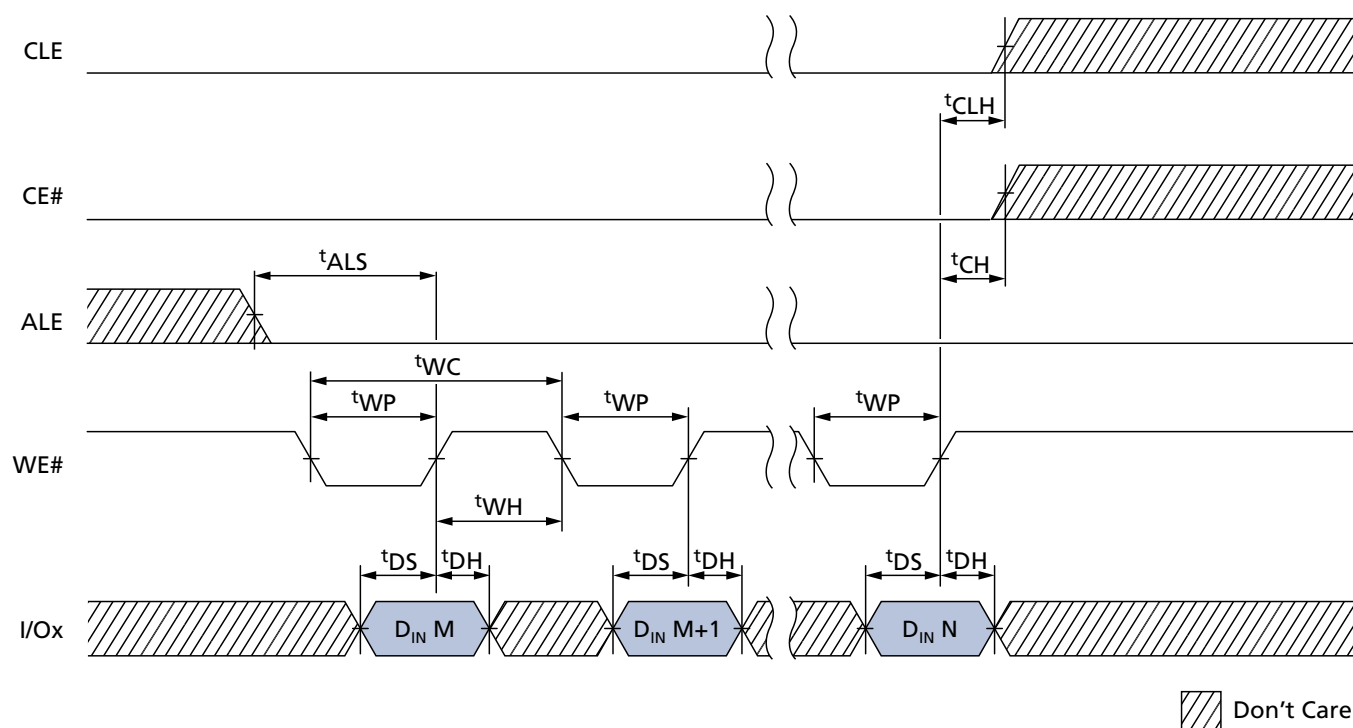 CLE
tCLH
CE#
tALS
tCH
ALE
tWC
tWP
tWP
tWP
WE#
tWH
tDS
tDH
tDS
tDH
tDS
tDH
I/Ox
DIN M
DIN M+1
DIN N
Don't Care